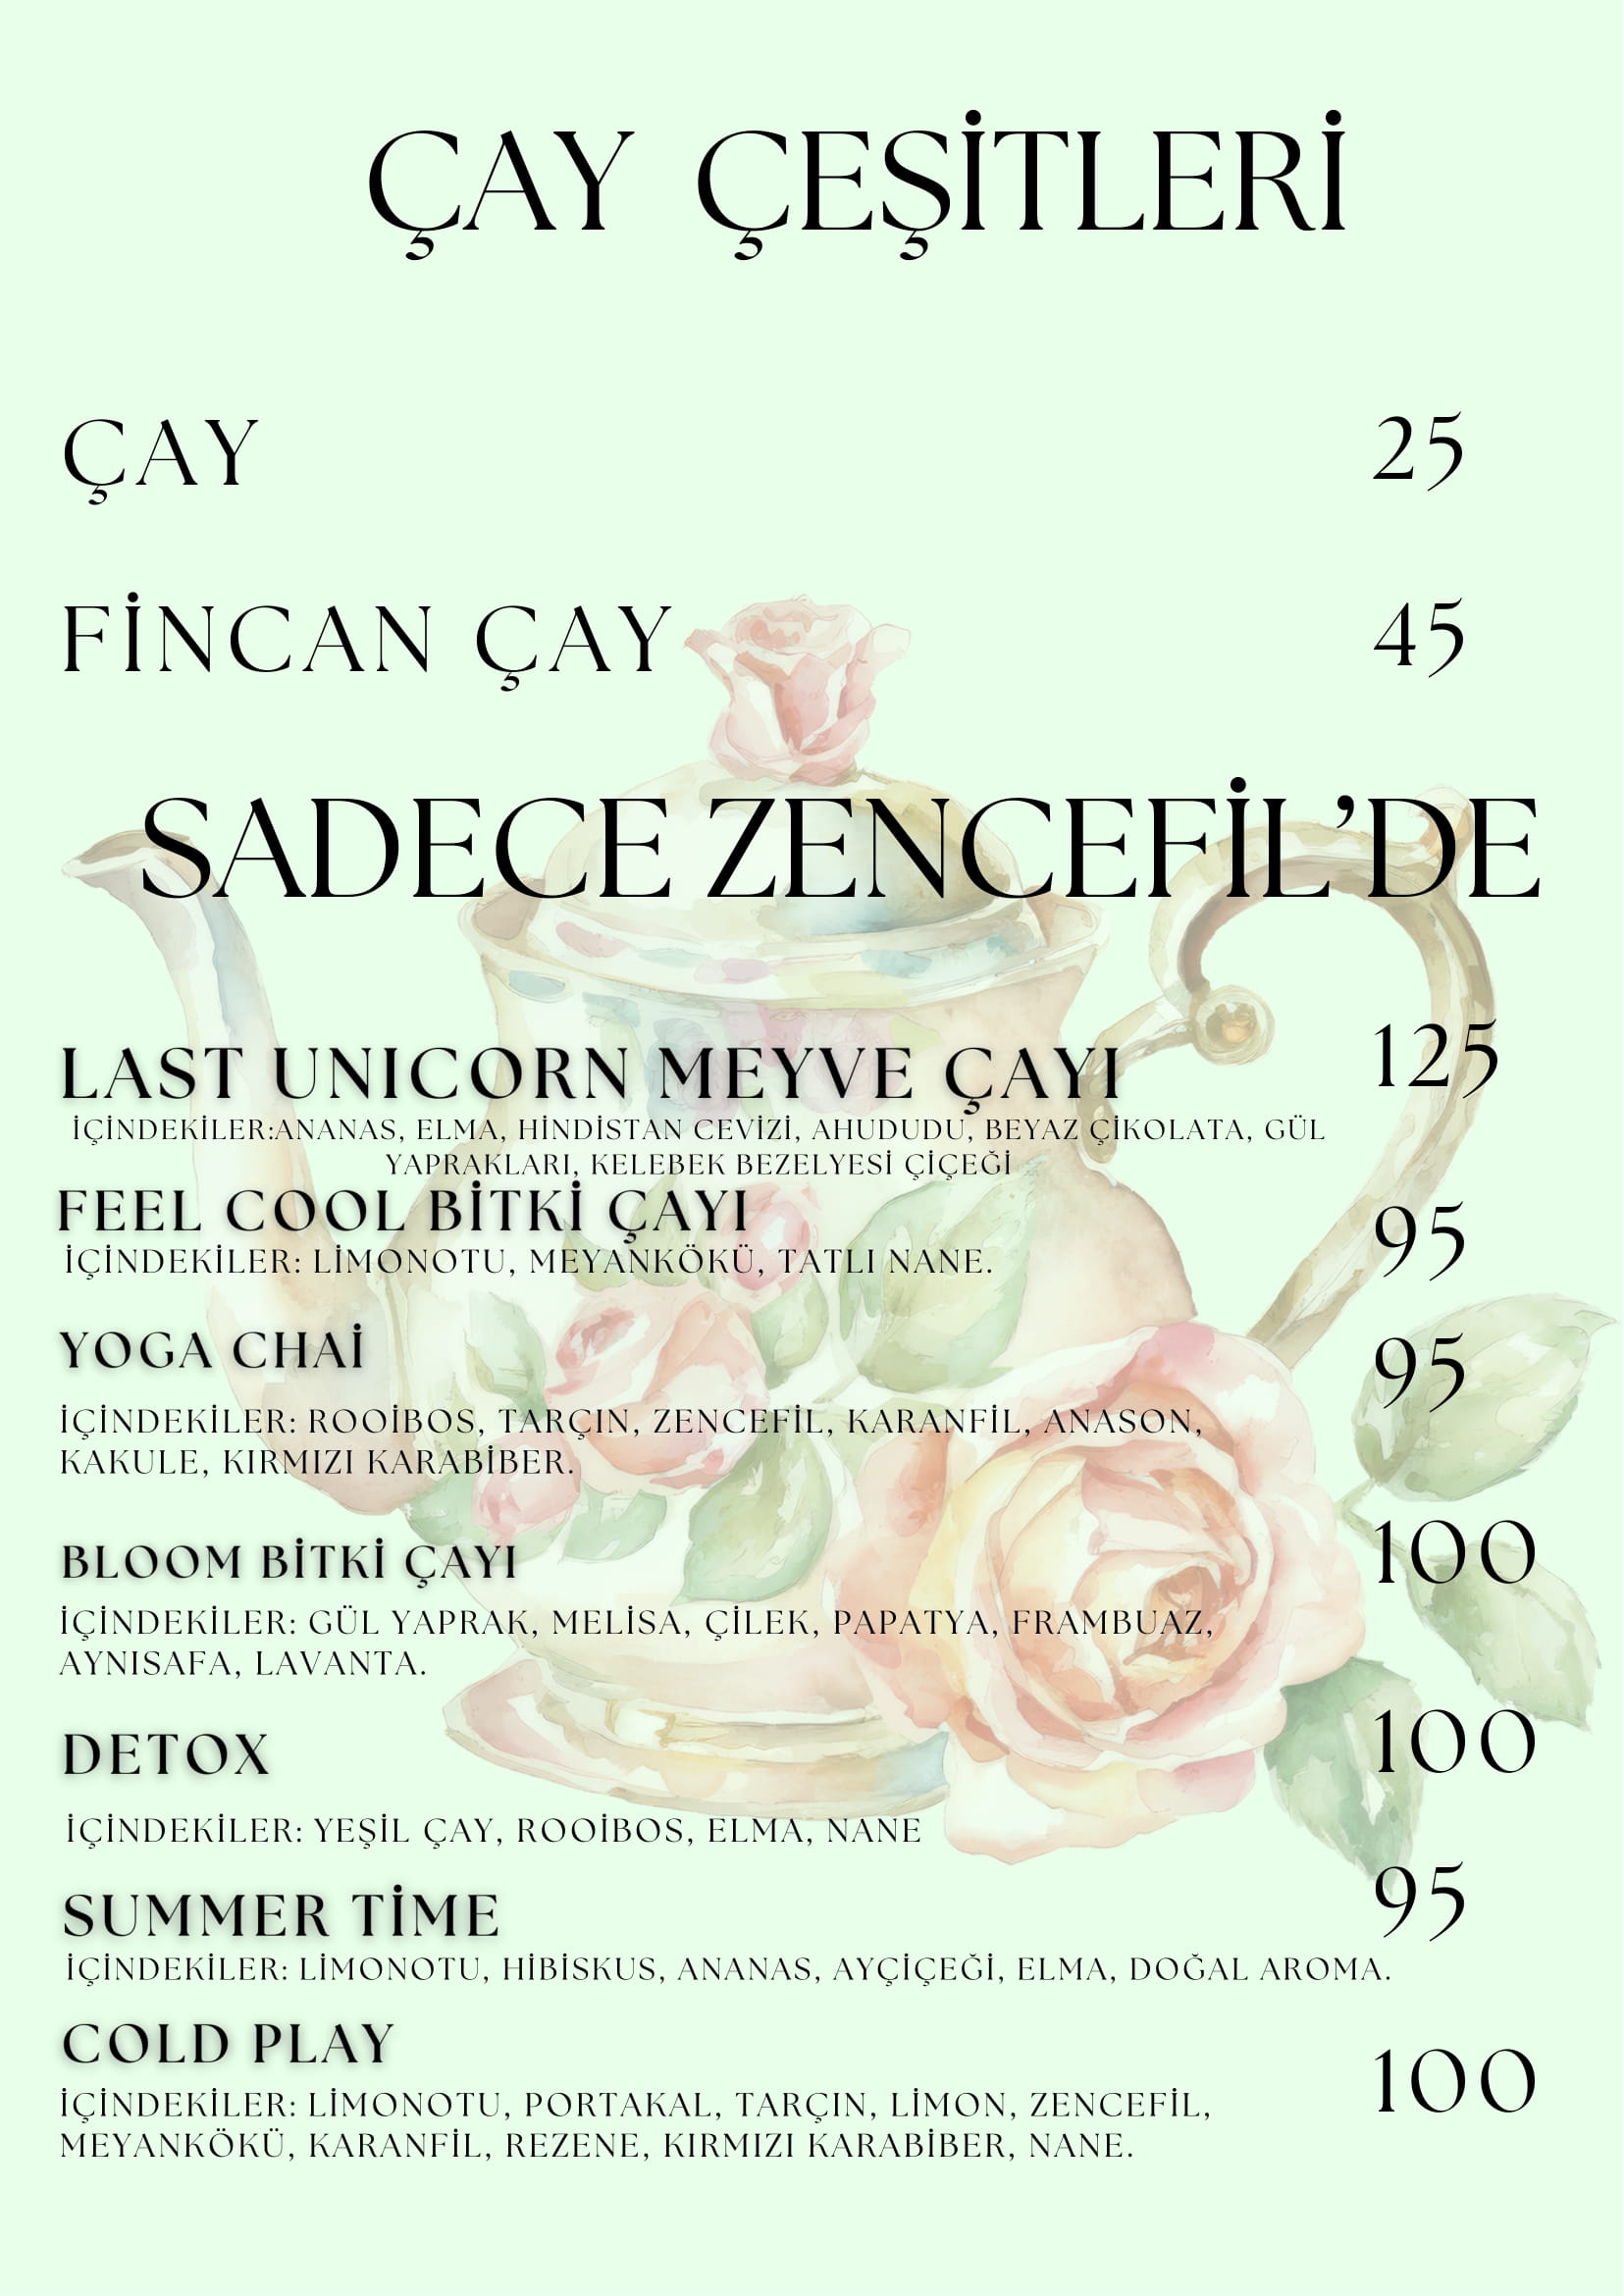 ÇAY ÇEŞİTLERİ
ÇAY 25
FİNCAN ÇAY 45
SADECE ZENCEFİL’DE
LAST UNICORN MEYVE ÇAYI 125
İÇİNDEKİLER:ANANAS, ELMA, HİNDİSTAN CEVİZİ, AHUDUDU, BEYAZ ÇİKOLATA, GÜL
YAPRAKLARI, KELEBEK BEZELYESİ ÇİÇEĞİ
FEEL COOL BİTKİ ÇAYI 95
İÇİNDEKİLER: LİMONOTU, MEYANKÖKÜ, TATLI NANE.
YOGA CHAİ 95
İÇİNDEKİLER: ROOİBOS, TARÇIN, ZENCEFİL, KARANFİL, ANASON,
KAKULE, KIRMIZI KARABİBER.
BLOOM BİTKİ ÇAYI 100
İÇİNDEKİLER: GÜL YAPRAK, MELİSA, ÇİLEK, PAPATYA, FRAMBUAZ,
AYNISAFA, LAVANTA.
DETOX 100
İÇİNDEKİLER: YEŞİL ÇAY, ROOİBOS, ELMA, NANE
SUMMER TİME 95
İÇİNDEKİLER: LİMONOTU, HİBİSKUS, ANANAS, AYÇİÇEĞİ, ELMA, DOĞAL AROMA.
COLD PLAY 100
İÇİNDEKİLER: LİMONOTU, PORTAKAL, TARÇIN, LİMON, ZENCEFİL,
MEYANKÖKÜ, KARANFİL, REZENE, KIRMIZI KARABİBER, NANE.